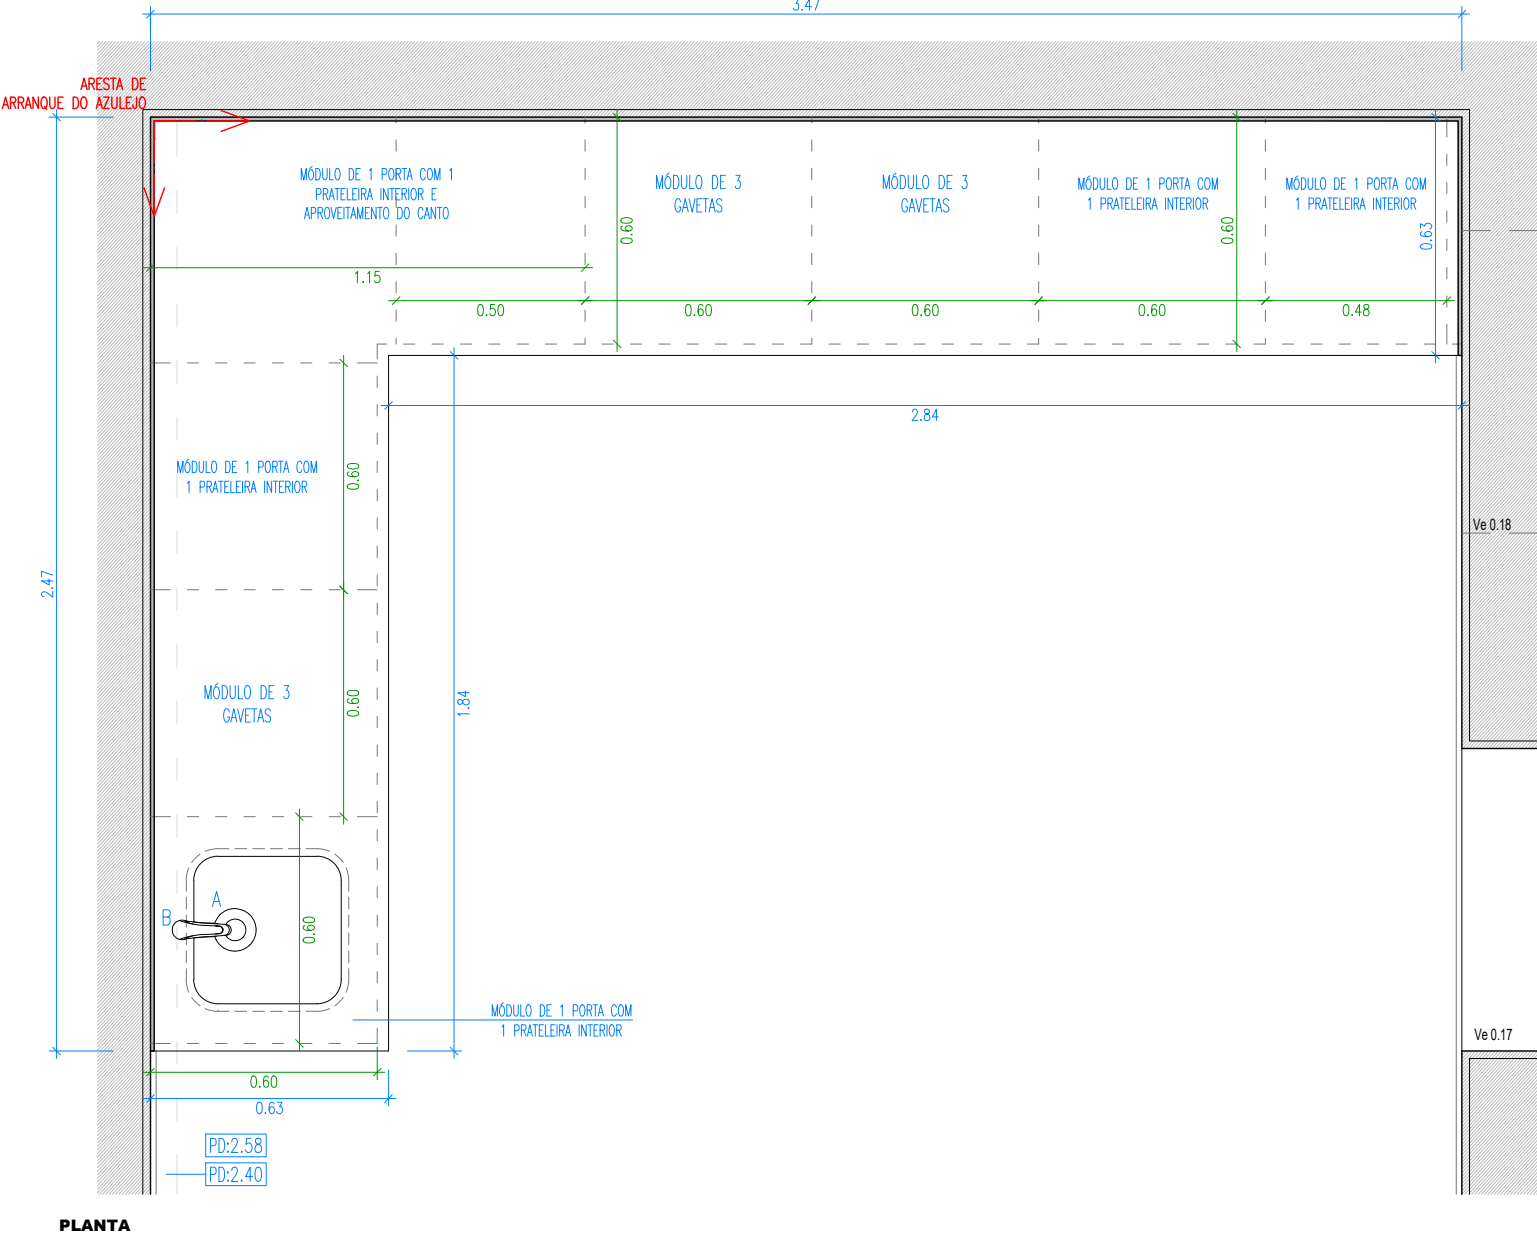 3.47
ARESTA DE
ARRANQUE DO AZULEJO
MÓDULO DE 1 PORTA COM 1
PRATELEIRA INTERIOR E
APROVEITAMENTO DO CANTO
MÓDULO DE 3
GAVETAS
MÓDULO DE 3
GAVETAS
MÓDULO DE 1 PORTA COM
1 PRATELEIRA INTERIOR
MÓDULO DE 1 PORTA COM
1 PRATELEIRA INTERIOR
0.60
0.60
0.63
1.15
0.50
0.60
0.60
0.60
0.48
2.84
MÓDULO DE 1 PORTA COM
1 PRATELEIRA INTERIOR
0.60
Ve 0.18
2.47
MÓDULO DE 3
GAVETAS
0.60
1.84
A
B
0.60
MÓDULO DE 1 PORTA COM
1 PRATELEIRA INTERIOR
Ve 0.17
0.60
0.63
PD:2.58
PD:2.40
PLANTA